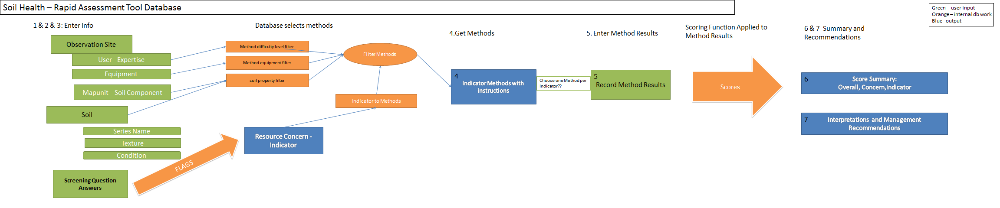 Soil Health – Rapid Assessment Tool Database
Green – user input
Orange – internal db work
Blue - output
1 & 2 & 3: Enter Info
Database selects methods
4.Get Methods
5. Enter Method Results
Scoring Function Applied to
Method Results
6 & 7 Summary and
Recommendations
Observation Site
User - Expertise
Equipment
Mapunit – Soil Component
Soil
Series Name
Texture
Condition
Screening Question
Answers
FLAGS
Method difficulty level filter
Method equipment filter
soil property filter
Filter Methods
Indicator to Methods
Resource Concern -
Indicator
4
Indicator Methods with
instructions
Choose one Method per
Indicator??
5
Record Method Results
Scores
6
Score Summary:
Overall, Concern,Indicator
7
Interpretations and Management
Recommendations